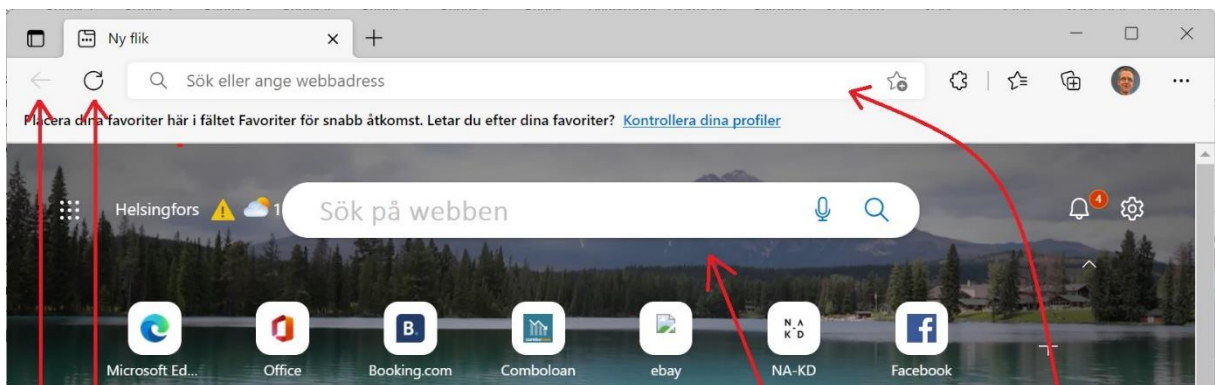 Ny flik
Sök eller ange webbadress
Placera dina favoriter här i fältet Favoriter för snabb åtkomst. Letar du efter dina favoriter? Kontrollera dina profiler
Helsingfors 1
Sök på webben
4
B.
N A
K D
Microsoft Ed... Office Booking.com Comboloan ebay NA-KD Facebook